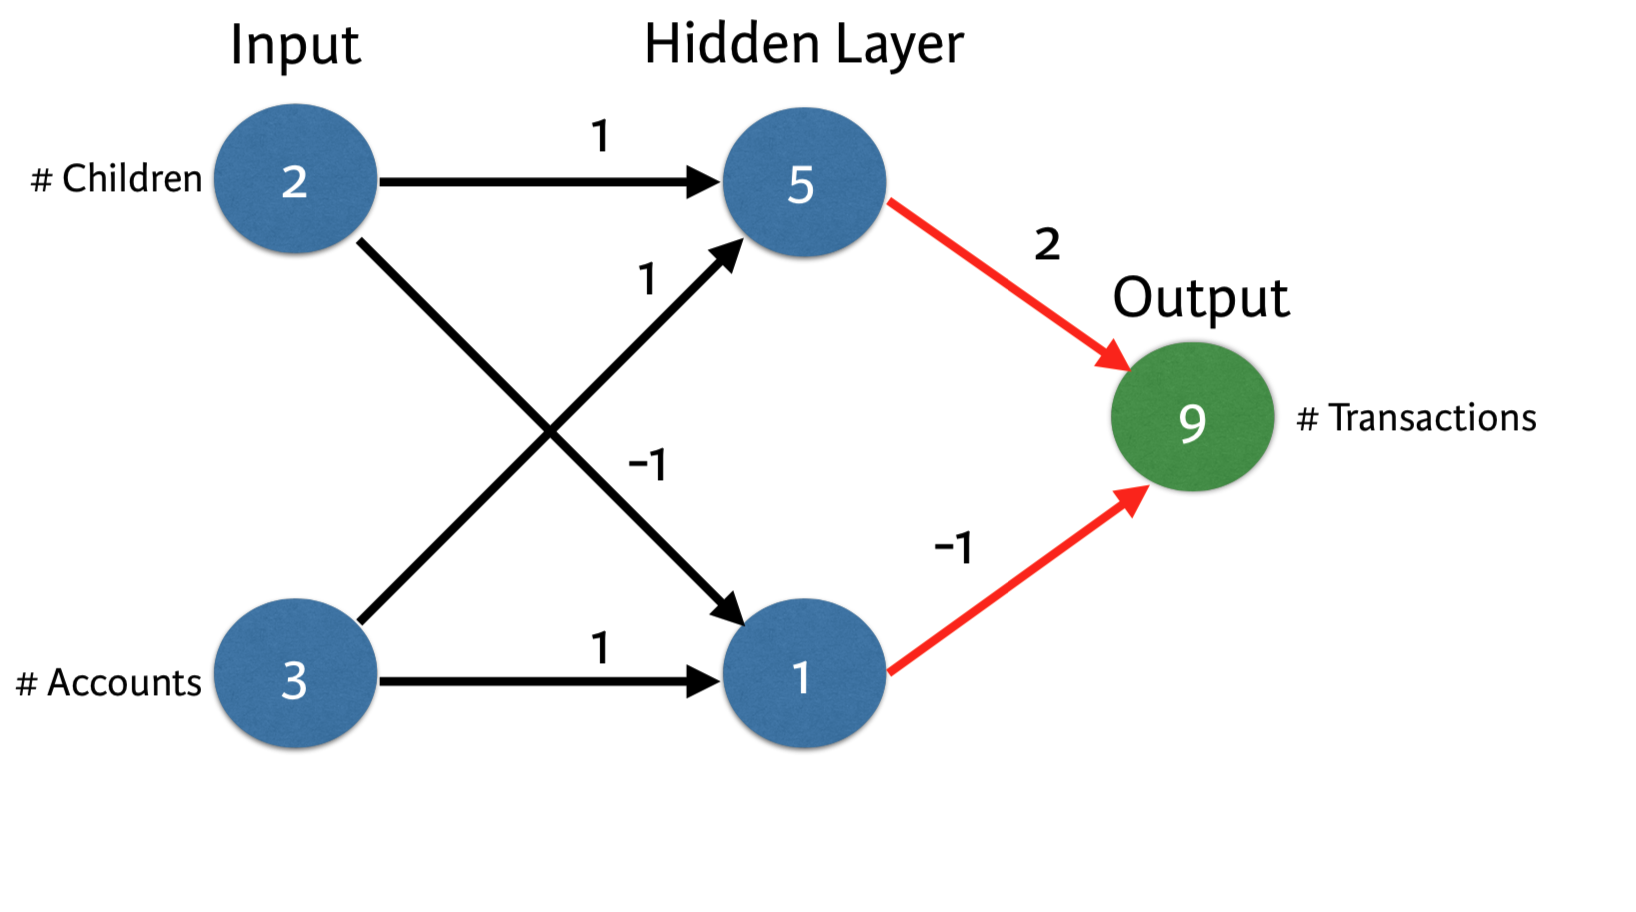 Input
Hidden Layer
1
# Children
2
5
1
2
Output
9
# Transactions
−1
−1
1
# Accounts
3
1